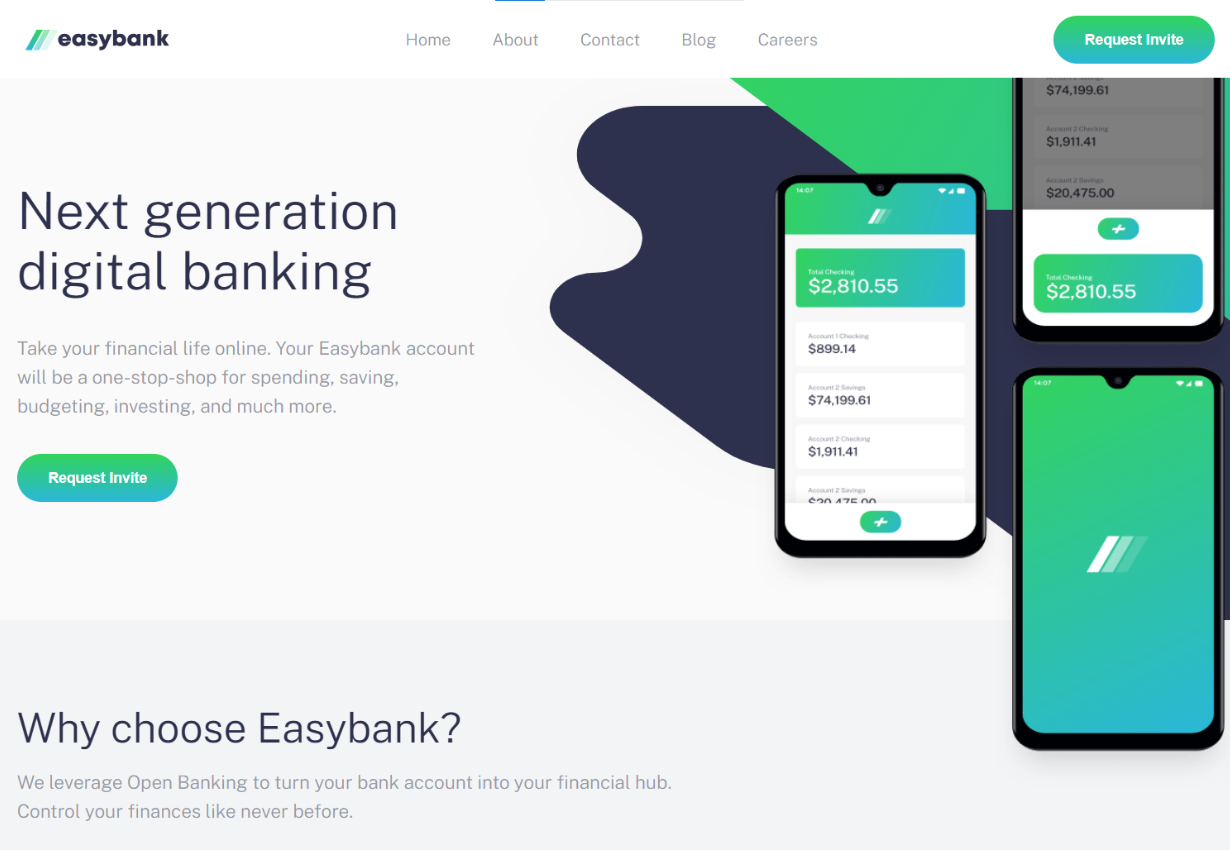 easybank
Home
About
Contact
Blog
Careers
Request Invite
Next generation
digital banking
Take your financial life online. Your Easybank account
will be a one-stop-shop for spending, saving,
budgeting, investing, and much more.
Request Invite
14:07
Total Checking
$2,810.55
Account 1 Checking
$899.14
Account 2 Savings
$74,199.61
Account 2 Checking
$1,911.41
Account 2 Savings
$20,475.00
$74,199.61
Account 2 Checking
$1,911.41
Account 2 Savings
$20,475.00
Total Checking
$2,810.55
14:07
Why choose Easybank?
We leverage Open Banking to turn your bank account into your financial hub.
Control your finances like never before.